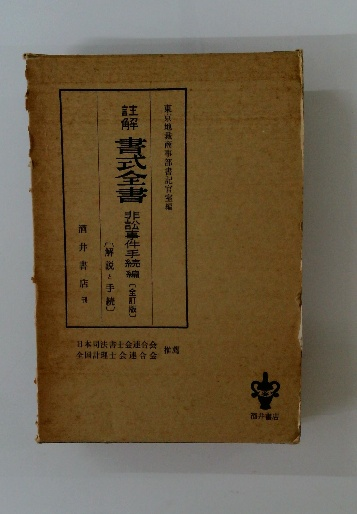 東京地裁商事部書記官室編
註解 書式全書 非訟事件手続編〔全訂版〕
〔解説と手続〕
酒井書店刊
日本司法書士会連合会
全国計理士会連合会
推薦
酒井書店